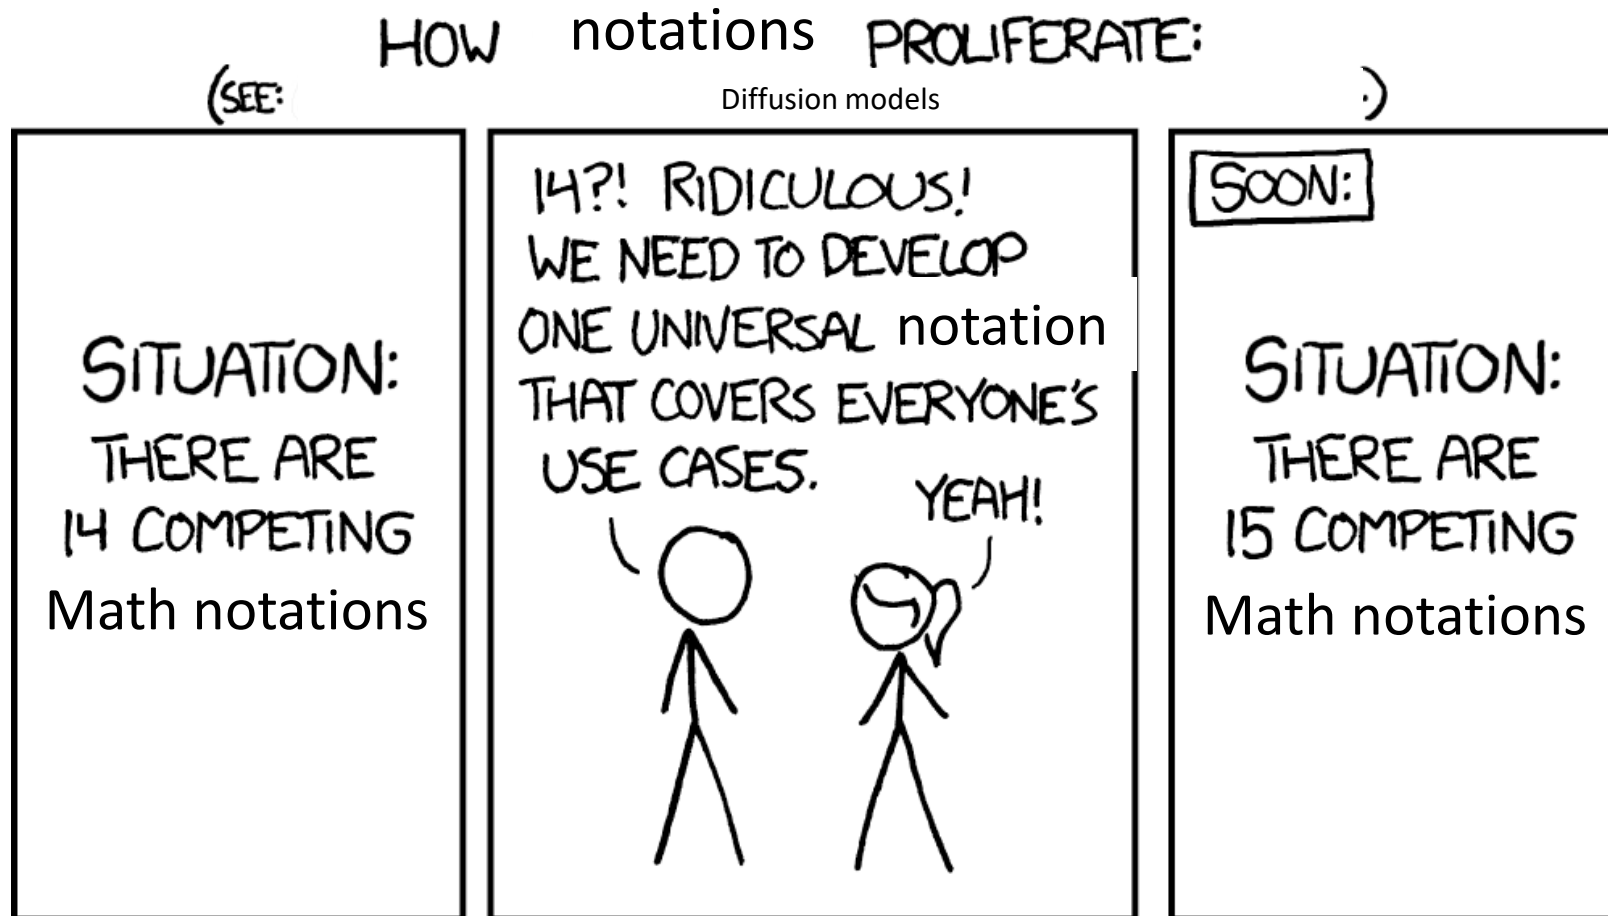 HOW notations PROLIFERATE:
(SEE: Diffusion models .)
SITUATION:
THERE ARE
14 COMPETING
Math notations
14?! RIDICULOUS!
WE NEED TO DEVELOP
ONE UNIVERSAL notation
THAT COVERS EVERYONE'S
USE CASES.
YEAH!
SOON:
SITUATION:
THERE ARE
15 COMPETING
Math notations